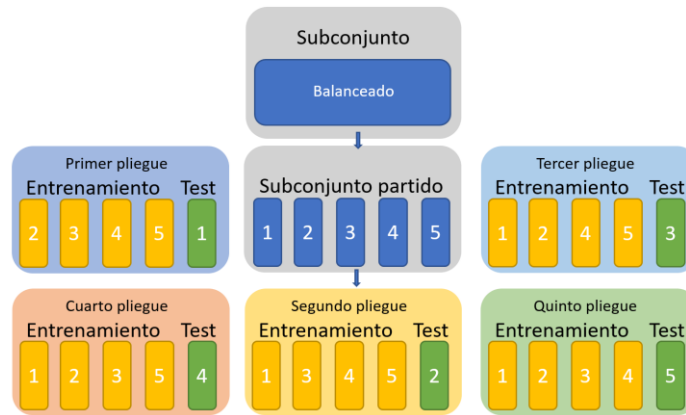 Subconjunto
Balanceado
Primer pliegue
Entrenamiento Test
2 3 4 5 1
Subconjunto partido
1 2 3 4 5
Tercer pliegue
Entrenamiento Test
1 2 4 5 3
Cuarto pliegue
Entrenamiento Test
1 2 3 5 4
Segundo pliegue
Entrenamiento Test
1 3 4 5 2
Quinto pliegue
Entrenamiento Test
1 2 3 4 5